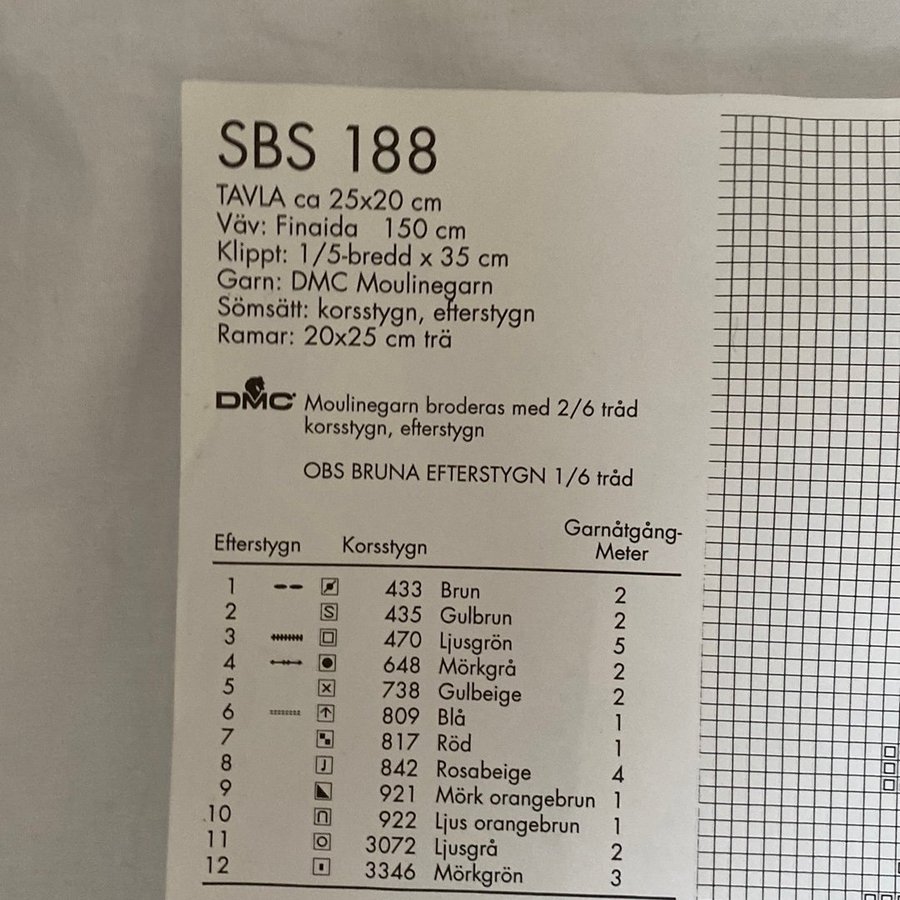 SBS 188
TAVLA ca 25x20 cm
Väv: Finaida 150 cm
Klippt: 1/5-bredd x 35 cm
Garn: DMC Moulinegarn
Sömsätt: korsstygn, efterstygn
Ramar: 20x25 cm trä
DMC Moulinegarn broderas med 2/6 tråd
korsstygn, efterstygn
OBS BRUNA EFTERSTYGN 1/6 tråd
Efterstygn Korsstygn Garnåtgång-
Meter
1 433 Brun 2
2 S 435 Gulbrun 2
3 470 Ljusgrön 5
4 648 Mörkgrå 2
5 738 Gulbeige 2
6 809 Blå 1
7 817 Röd 1
8 J 842 Rosabeige 4
9 921 Mörk orangebrun 1
10 922 Ljus orangebrun 1
11 3072 Ljusgrå 2
12 3346 Mörkgrön 3